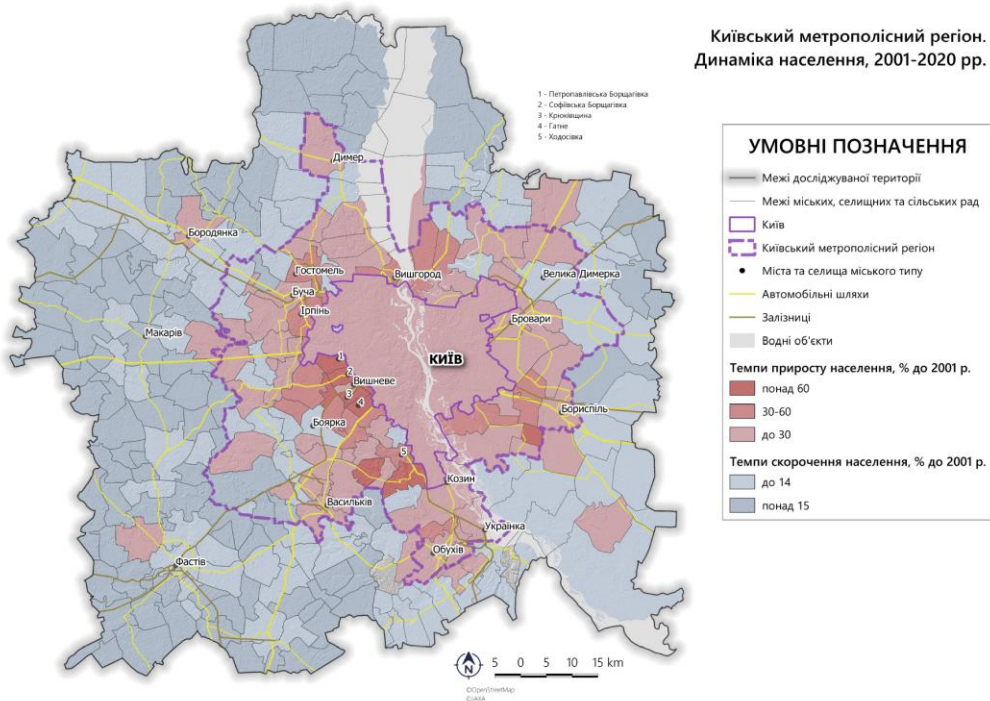 Київський метрополісний регіон.
Динаміка населення, 2001-2020 рр.
1 - Петропавлівська Борщагівка
2 - Софіївська Борщагівка
3 - Крюківщина
4 - Гатне
5 - Ходосівка
УМОВНІ ПОЗНАЧЕННЯ
Межі досліджуваної території
Межі міських, селищних та сільських рад
Київ
Київський метрополісний регіон
Міста та селища міського типу
Автомобільні шляхи
Залізниці
Водні об'єкти
Темпи приросту населення, % до 2001 р.
понад 60
30-60
до 30
Темпи скорочення населення, % до 2001 р.
до 14
понад 15
Димер
Бородянка
Гостомель
Вишгород
Велика Димерка
Буча
Ірпінь
Бровари
Макарів
КИЇВ
1
2
Вишневе
3
4
Бориспіль
Боярка
5
Козин
Васильків
Українка
Обухів
Фастів
N
5 0 5 10 15 km
©OpenStreetMap
©JAXA